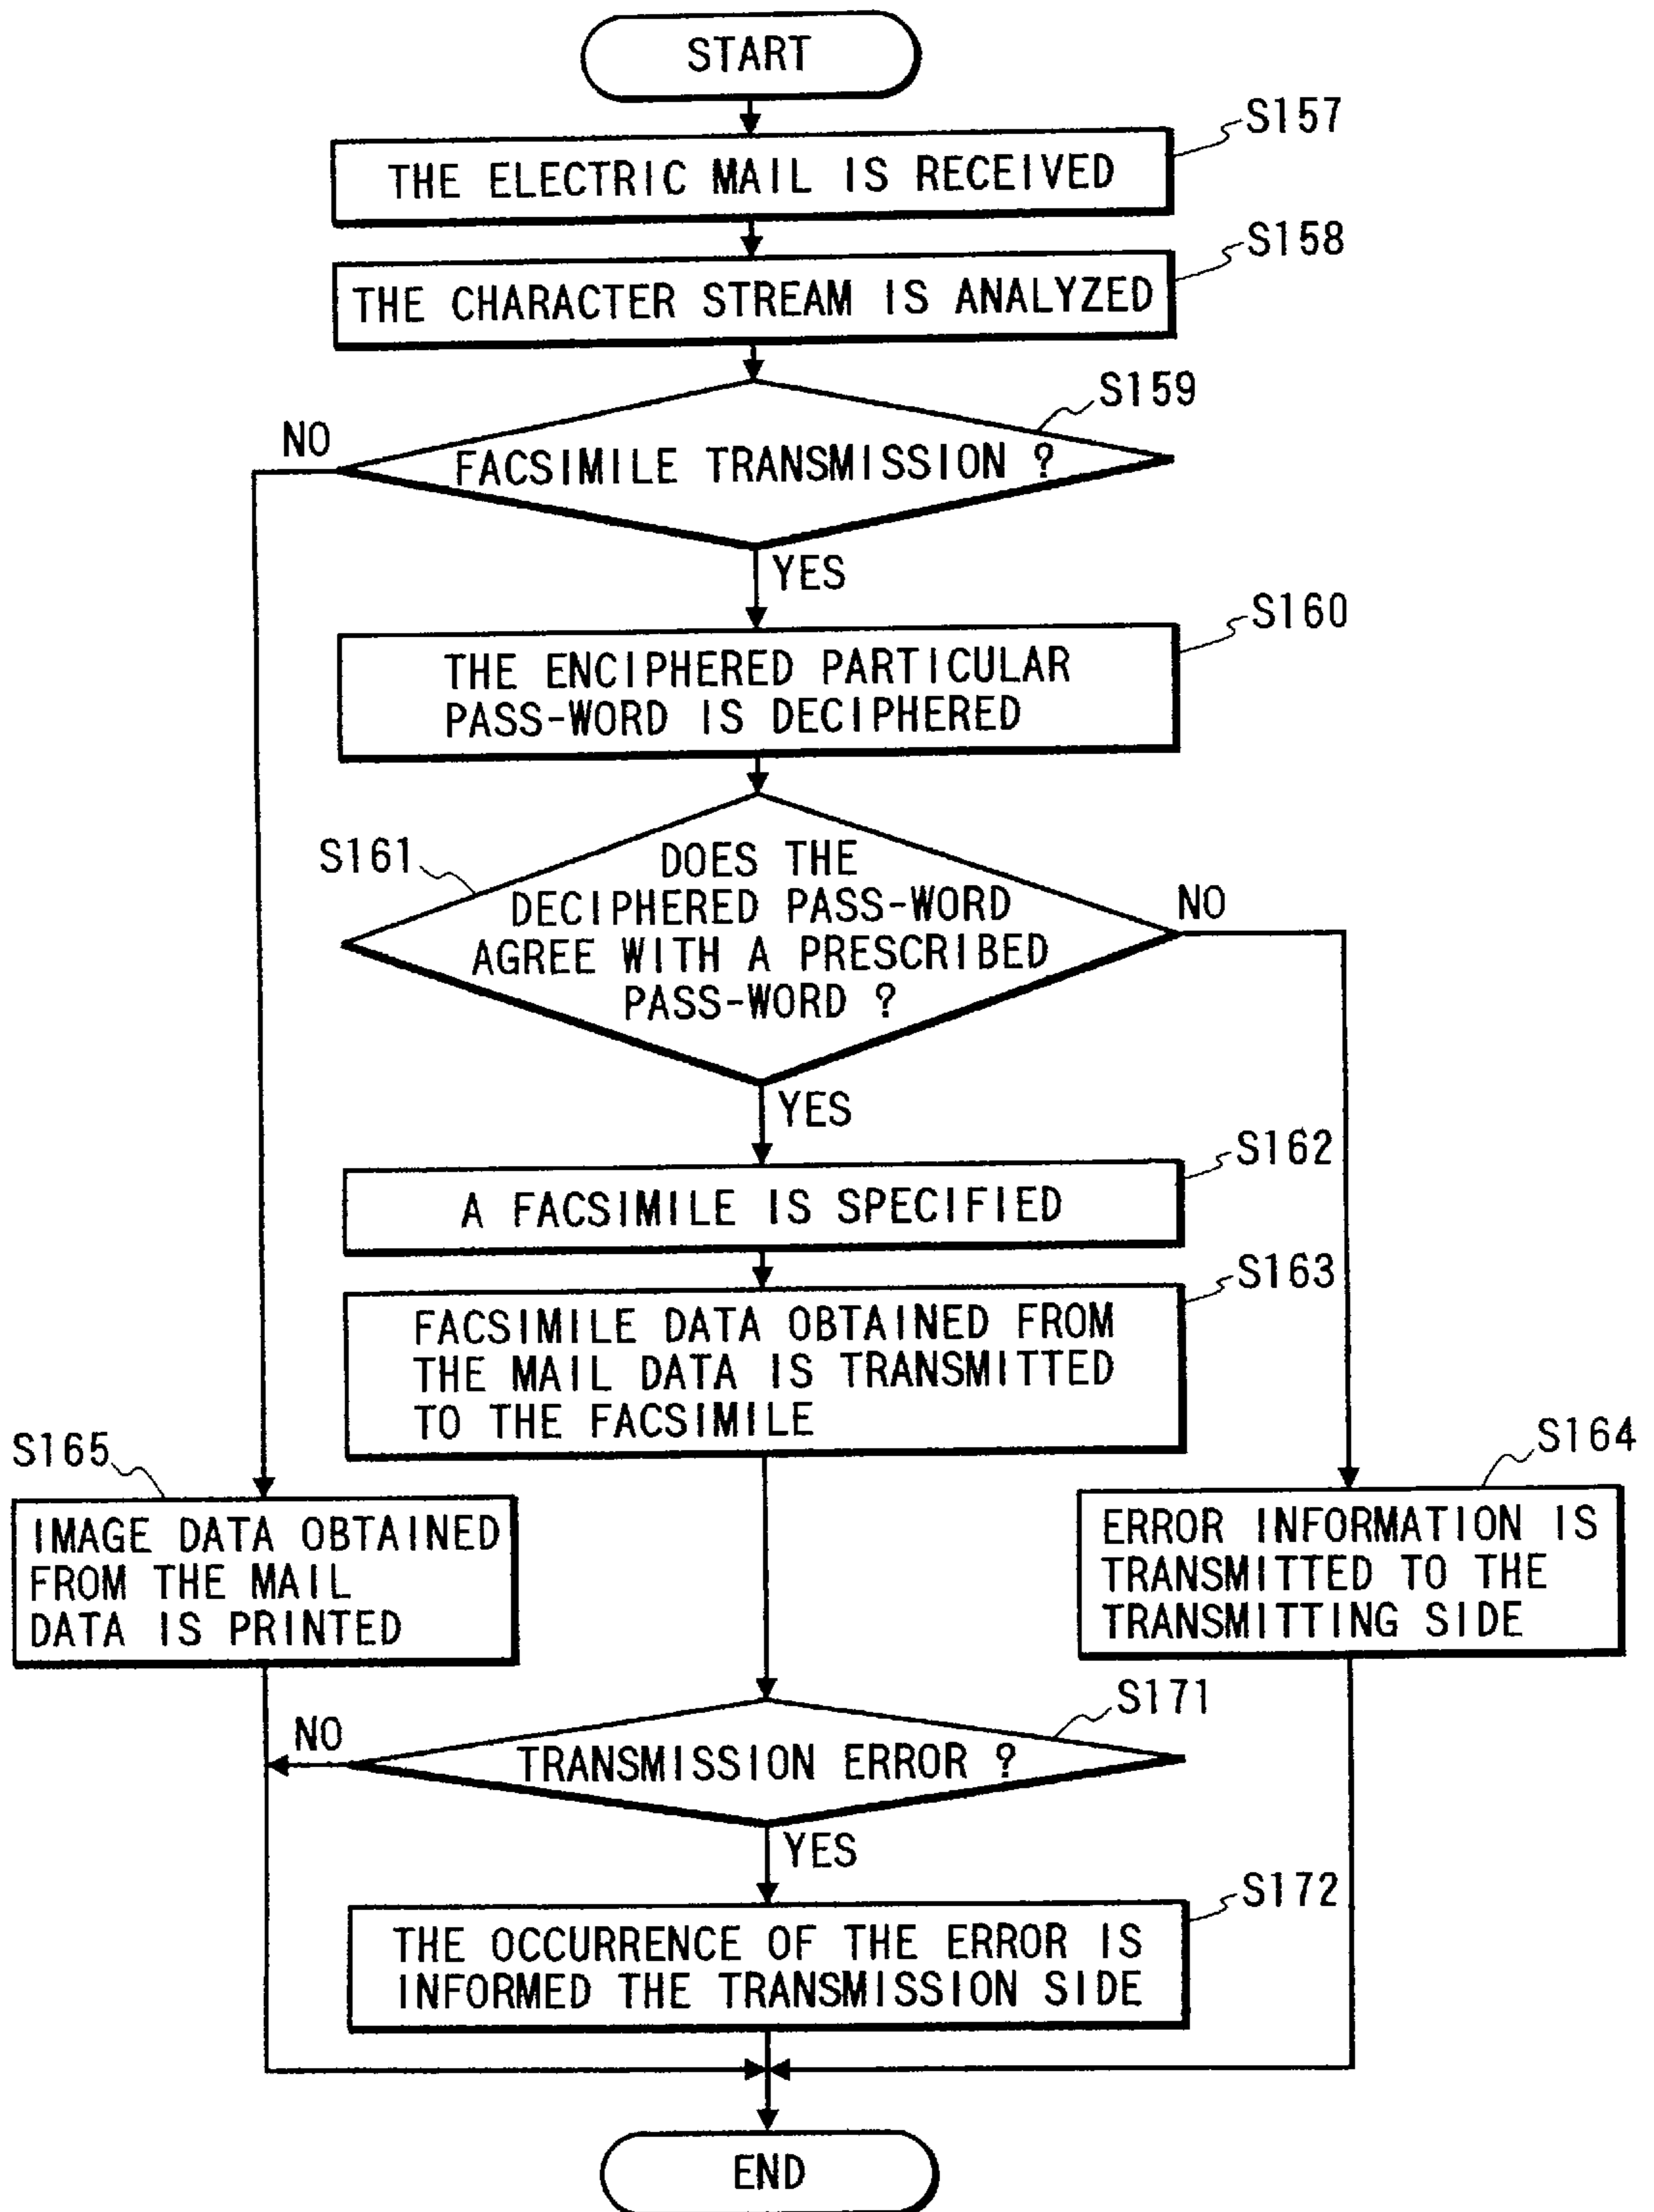 START
S157
THE ELECTRIC MAIL IS RECEIVED
S158
THE CHARACTER STREAM IS ANALYZED
S159
NO
FACSIMILE TRANSMISSION ?
YES
S160
THE ENCIPHERED PARTICULAR
PASS-WORD IS DECIPHERED
S161
DOES THE
DECIPHERED PASS-WORD
AGREE WITH A PRESCRIBED
PASS-WORD ?
NO
YES
S162
A FACSIMILE IS SPECIFIED
S163
FACSIMILE DATA OBTAINED FROM
THE MAIL DATA IS TRANSMITTED
TO THE FACSIMILE
S165
IMAGE DATA OBTAINED
FROM THE MAIL
DATA IS PRINTED
S164
ERROR INFORMATION IS
TRANSMITTED TO THE
TRANSMITTING SIDE
S171
NO
TRANSMISSION ERROR ?
YES
S172
THE OCCURRENCE OF THE ERROR IS
INFORMED THE TRANSMISSION SIDE
END